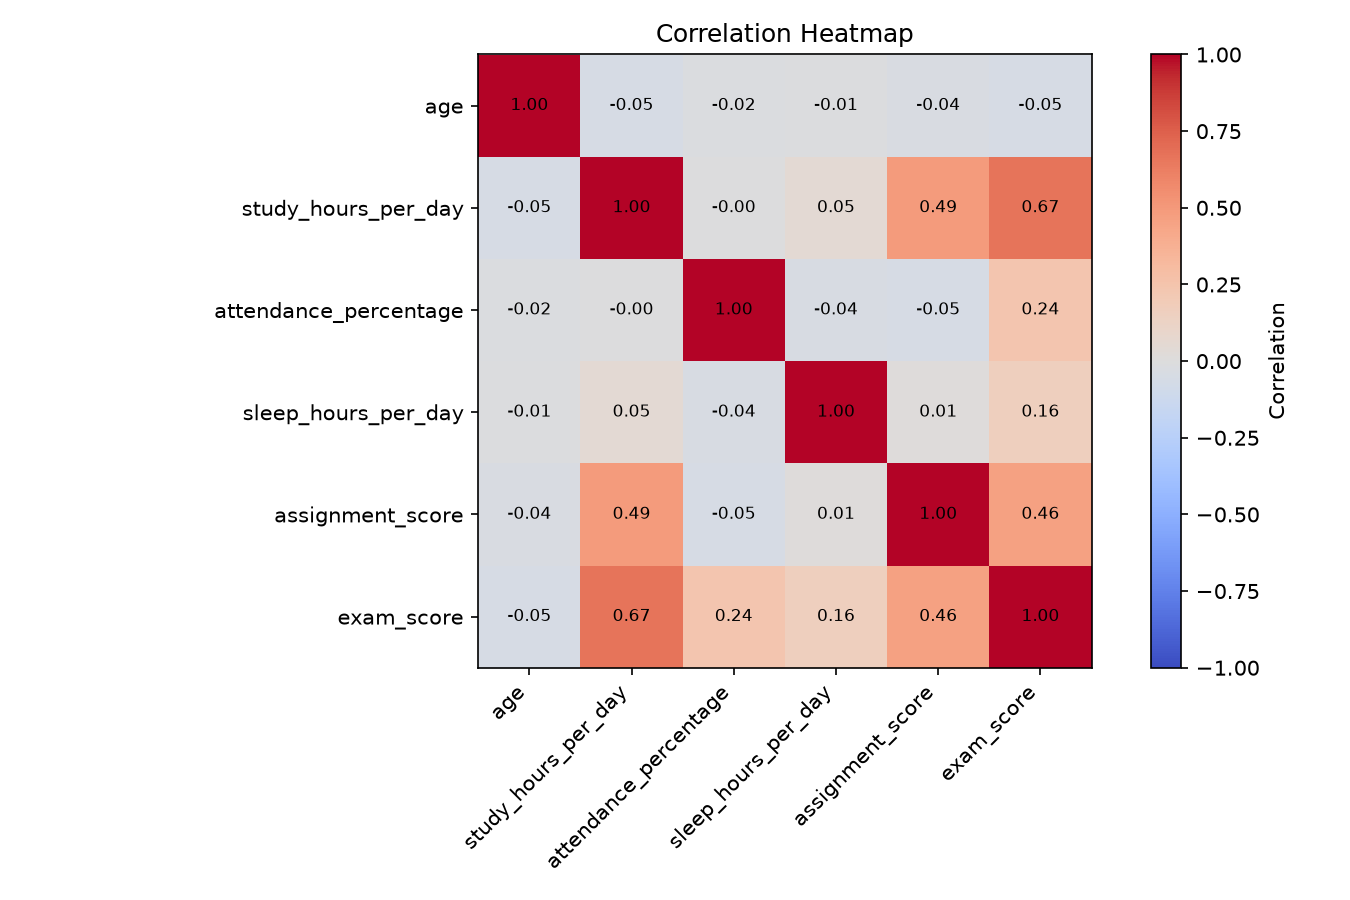 Correlation Heatmap
age 1.00 -0.05 -0.02 -0.01 -0.04 -0.05
study_hours_per_day -0.05 1.00 -0.00 0.05 0.49 0.67
attendance_percentage -0.02 -0.00 1.00 -0.04 -0.05 0.24
sleep_hours_per_day -0.01 0.05 -0.04 1.00 0.01 0.16
assignment_score -0.04 0.49 -0.05 0.01 1.00 0.46
exam_score -0.05 0.67 0.24 0.16 0.46 1.00
age
study_hours_per_day
attendance_percentage
sleep_hours_per_day
assignment_score
exam_score
1.00
0.75
0.50
0.25
0.00
−0.25
−0.50
−0.75
−1.00
Correlation